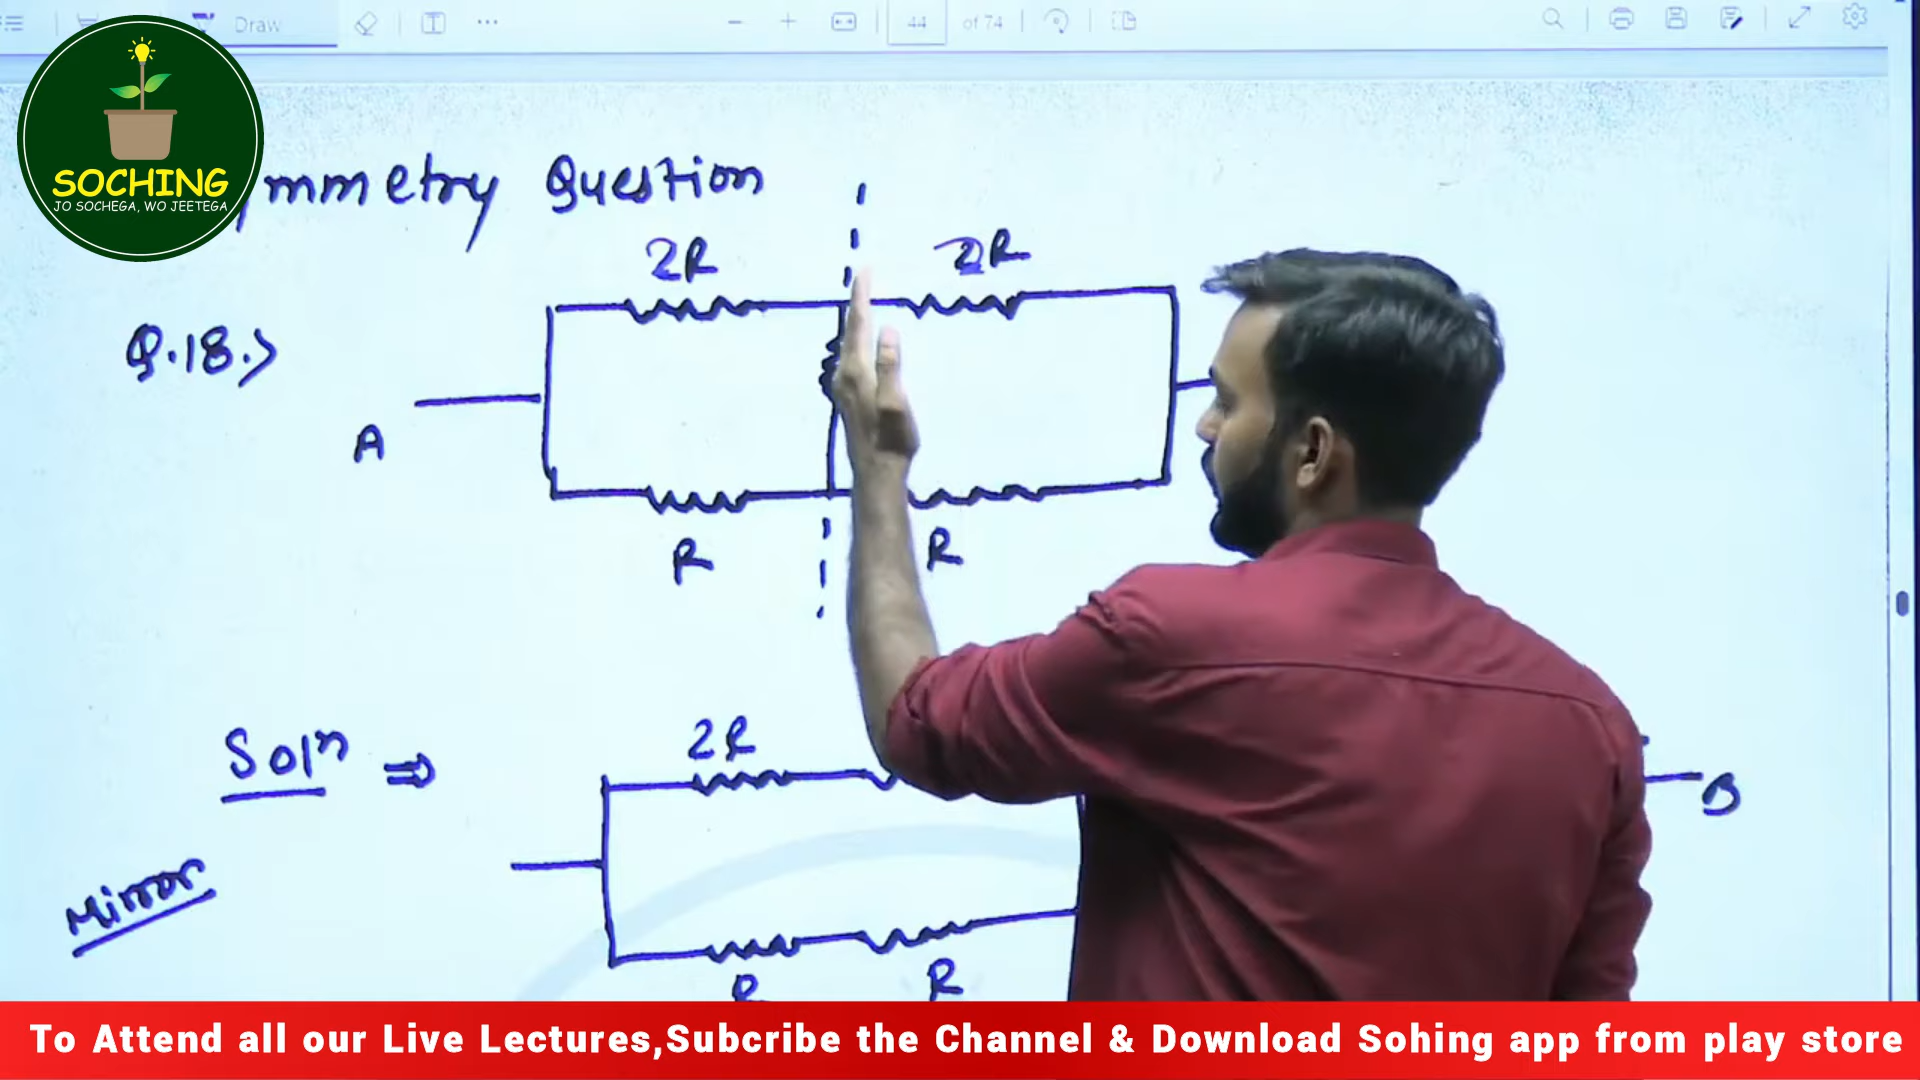 Draw
44 of 74
SOCHING
JO SOCHEGA, WO JEETEGA
mmetry Question
2R 2R
Q.18.>
A
R R
Solⁿ ⇒
2R
B
Mirror
R R
To Attend all our Live Lectures,Subcribe the Channel & Download Sohing app from play store